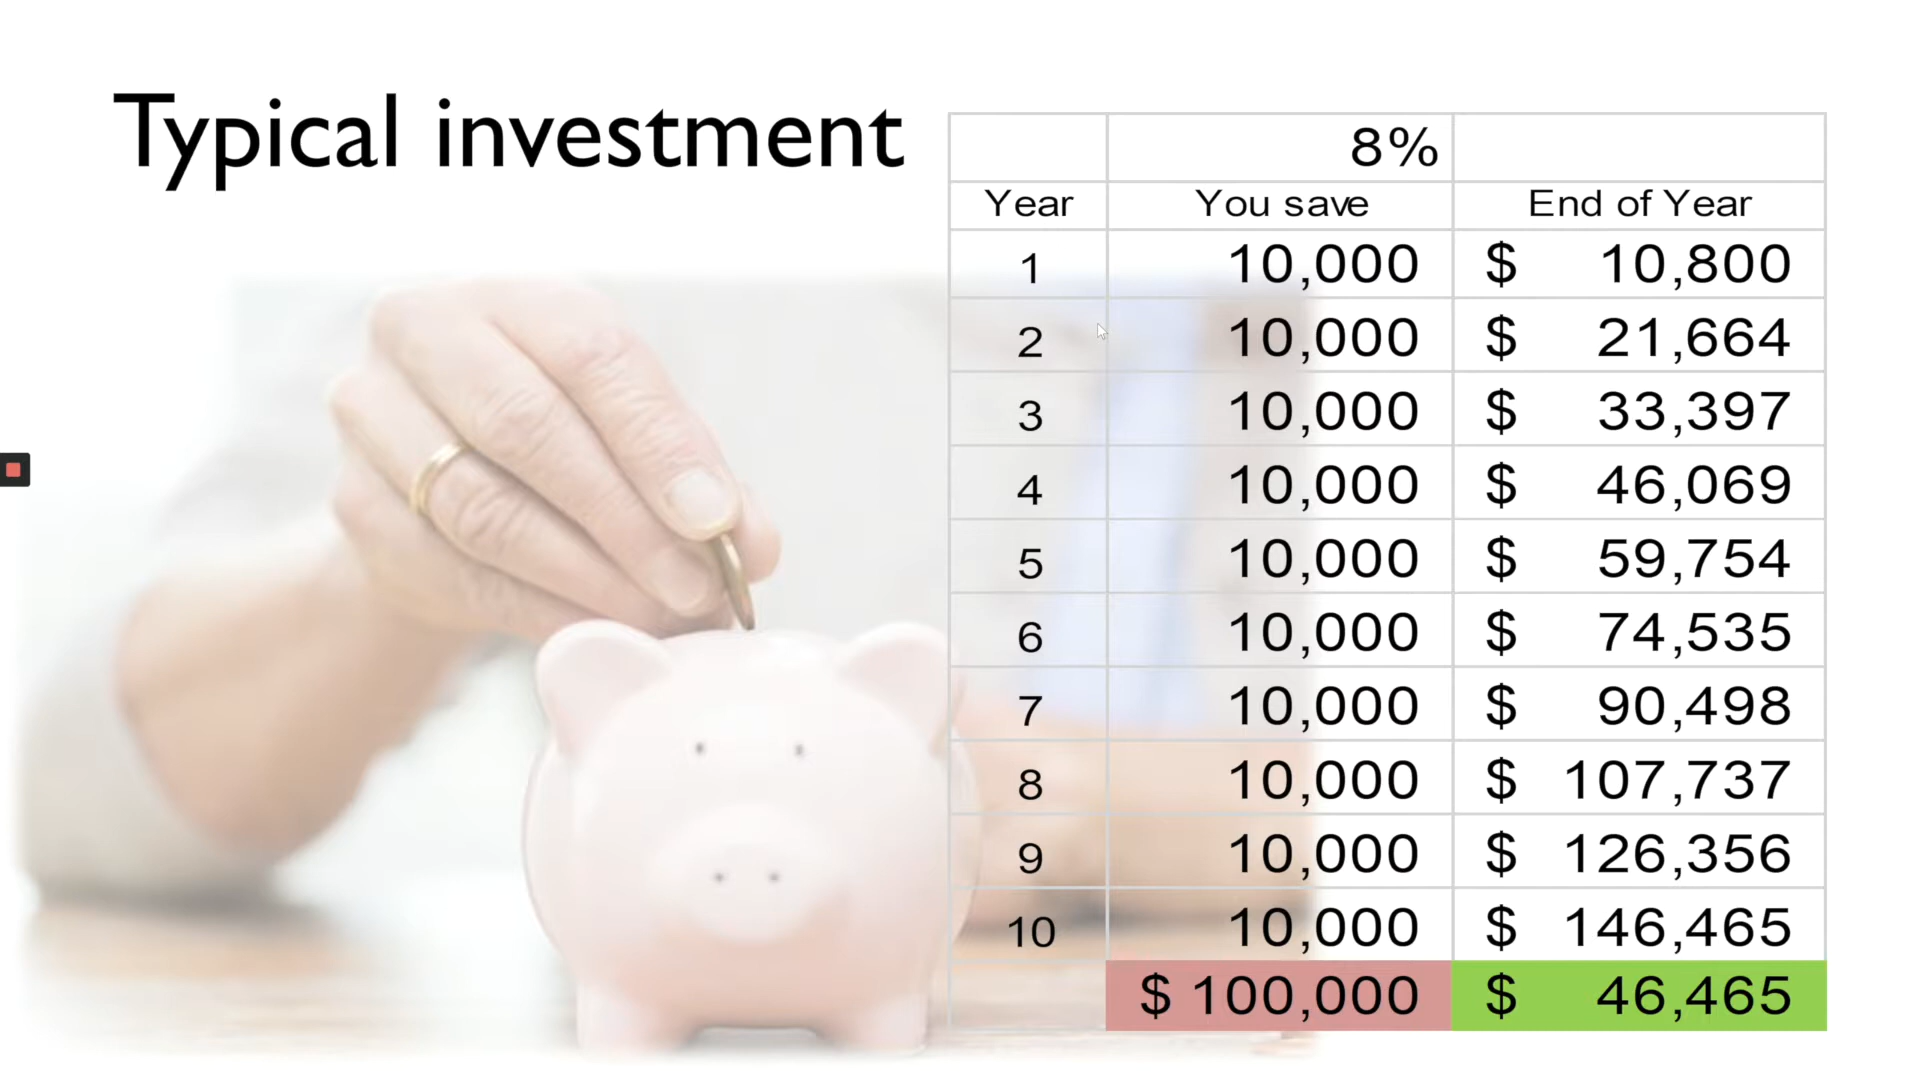 Typical investment
8%
Year You save End of Year
1 10,000 $ 10,800
2 10,000 $ 21,664
3 10,000 $ 33,397
4 10,000 $ 46,069
5 10,000 $ 59,754
6 10,000 $ 74,535
7 10,000 $ 90,498
8 10,000 $ 107,737
9 10,000 $ 126,356
10 10,000 $ 146,465
$ 100,000 $ 46,465